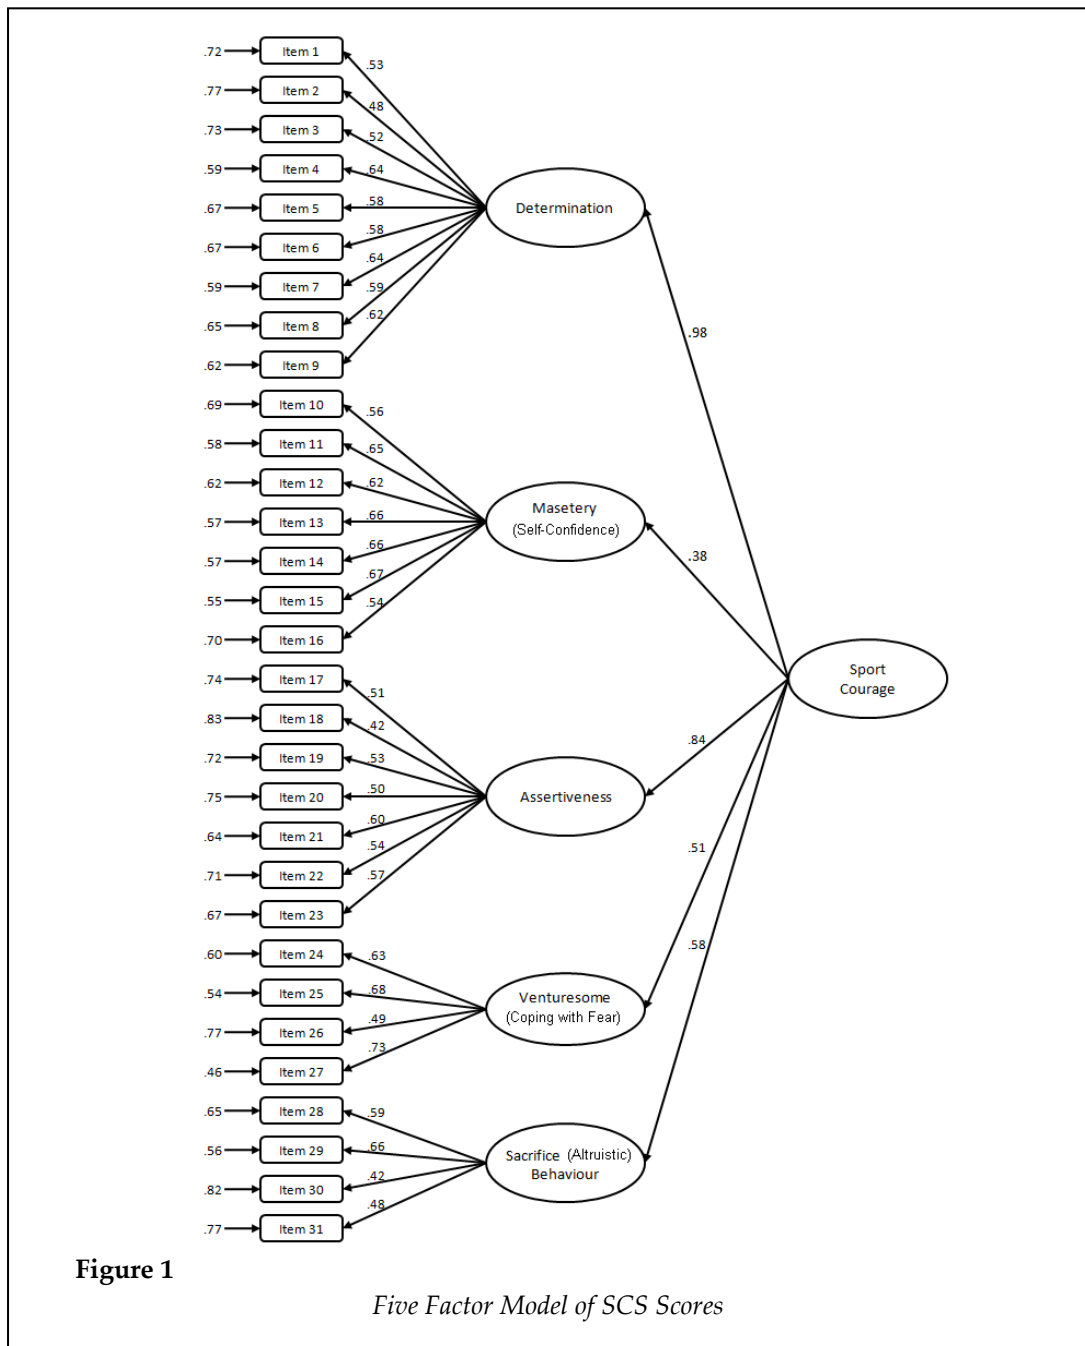 .72 Item 1 .53
.77 Item 2 .48
.73 Item 3 .52
.59 Item 4 .64
.67 Item 5 .58
.67 Item 6 .58
.59 Item 7 .64
.65 Item 8 .59
.62 Item 9 .62
Determination
.98
.69 Item 10 .56
.58 Item 11 .65
.62 Item 12 .62
.57 Item 13 .66
.57 Item 14 .66
.55 Item 15 .67
.70 Item 16 .54
Masetery
(Self-Confidence)
.38
.74 Item 17 .51
.83 Item 18 .42
.72 Item 19 .53
.75 Item 20 .50
.64 Item 21 .60
.71 Item 22 .54
.67 Item 23 .57
Assertiveness
.84
.60 Item 24 .63
.54 Item 25 .68
.77 Item 26 .49
.46 Item 27 .73
Venturesome
(Coping with Fear)
.51
.65 Item 28 .59
.56 Item 29 .66
.82 Item 30 .42
.77 Item 31 .48
Sacrifice (Altruistic)
Behaviour
.58
Sport
Courage
Figure 1
Five Factor Model of SCS Scores